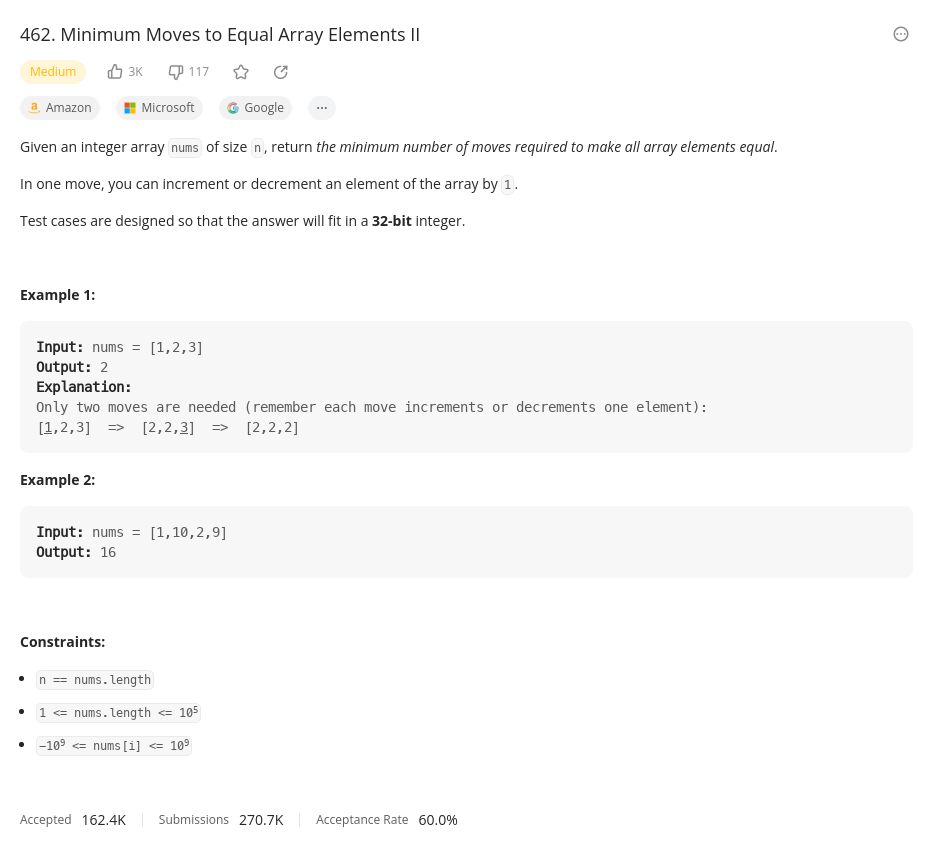 462. Minimum Moves to Equal Array Elements II
Medium 3K 117
Amazon Microsoft Google ...
Given an integer array nums of size n, return the minimum number of moves required to make all array elements equal.
In one move, you can increment or decrement an element of the array by 1.
Test cases are designed so that the answer will fit in a 32-bit integer.
Example 1:
Input: nums = [1,2,3]
Output: 2
Explanation:
Only two moves are needed (remember each move increments or decrements one element):
[1,2,3]  =>  [2,2,3]  =>  [2,2,2]
Example 2:
Input: nums = [1,10,2,9]
Output: 16
Constraints:
• n == nums.length
• 1 <= nums.length <= 10⁵
• −10⁹ <= nums[i] <= 10⁹
Accepted 162.4K Submissions 270.7K Acceptance Rate 60.0%